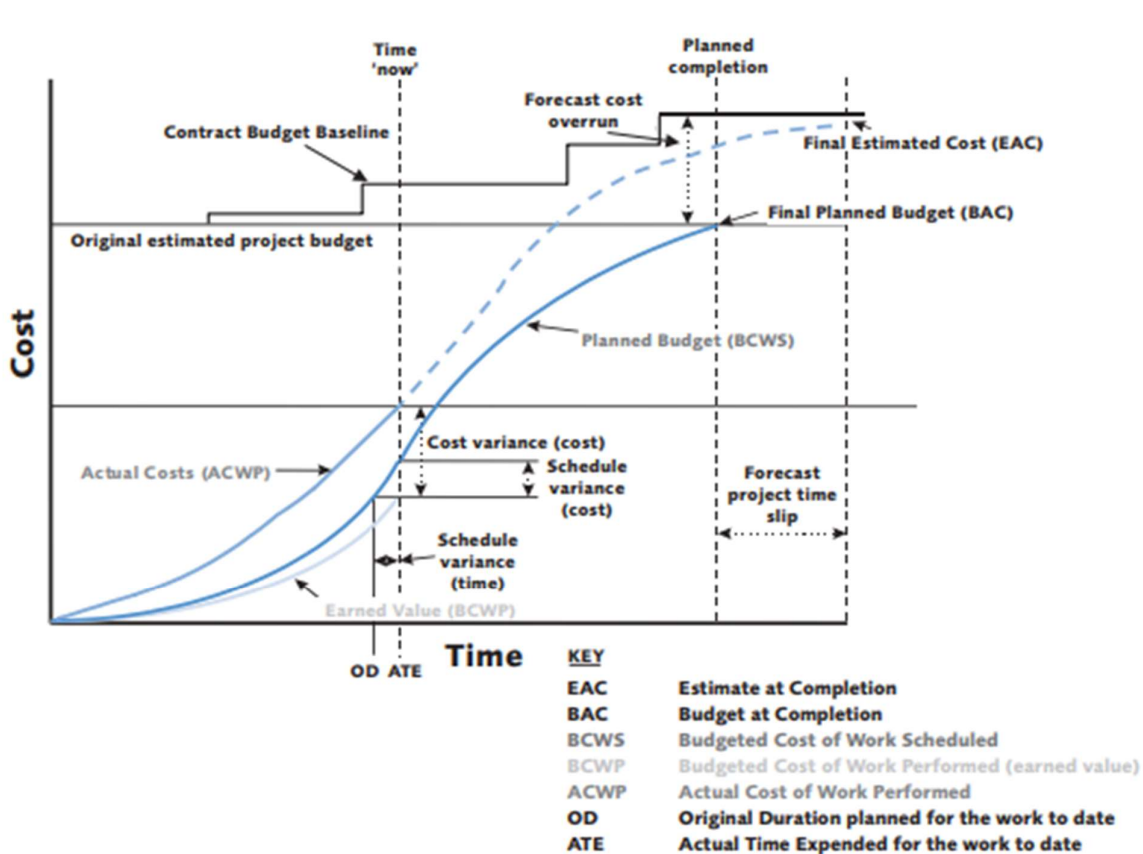 Time
'now'
Planned
completion
Forecast cost
overrun
Contract Budget Baseline
Final Estimated Cost (EAC)
Final Planned Budget (BAC)
Original estimated project budget
Cost
Planned Budget (BCWS)
Cost variance (cost)
Actual Costs (ACWP)
Schedule
variance
(cost)
Forecast
project time
slip
Schedule
variance
(time)
Earned Value (BCWP)
OD ATE
Time
KEY
EAC Estimate at Completion
BAC Budget at Completion
BCWS Budgeted Cost of Work Scheduled
BCWP Budgeted Cost of Work Performed (earned value)
ACWP Actual Cost of Work Performed
OD Original Duration planned for the work to date
ATE Actual Time Expended for the work to date